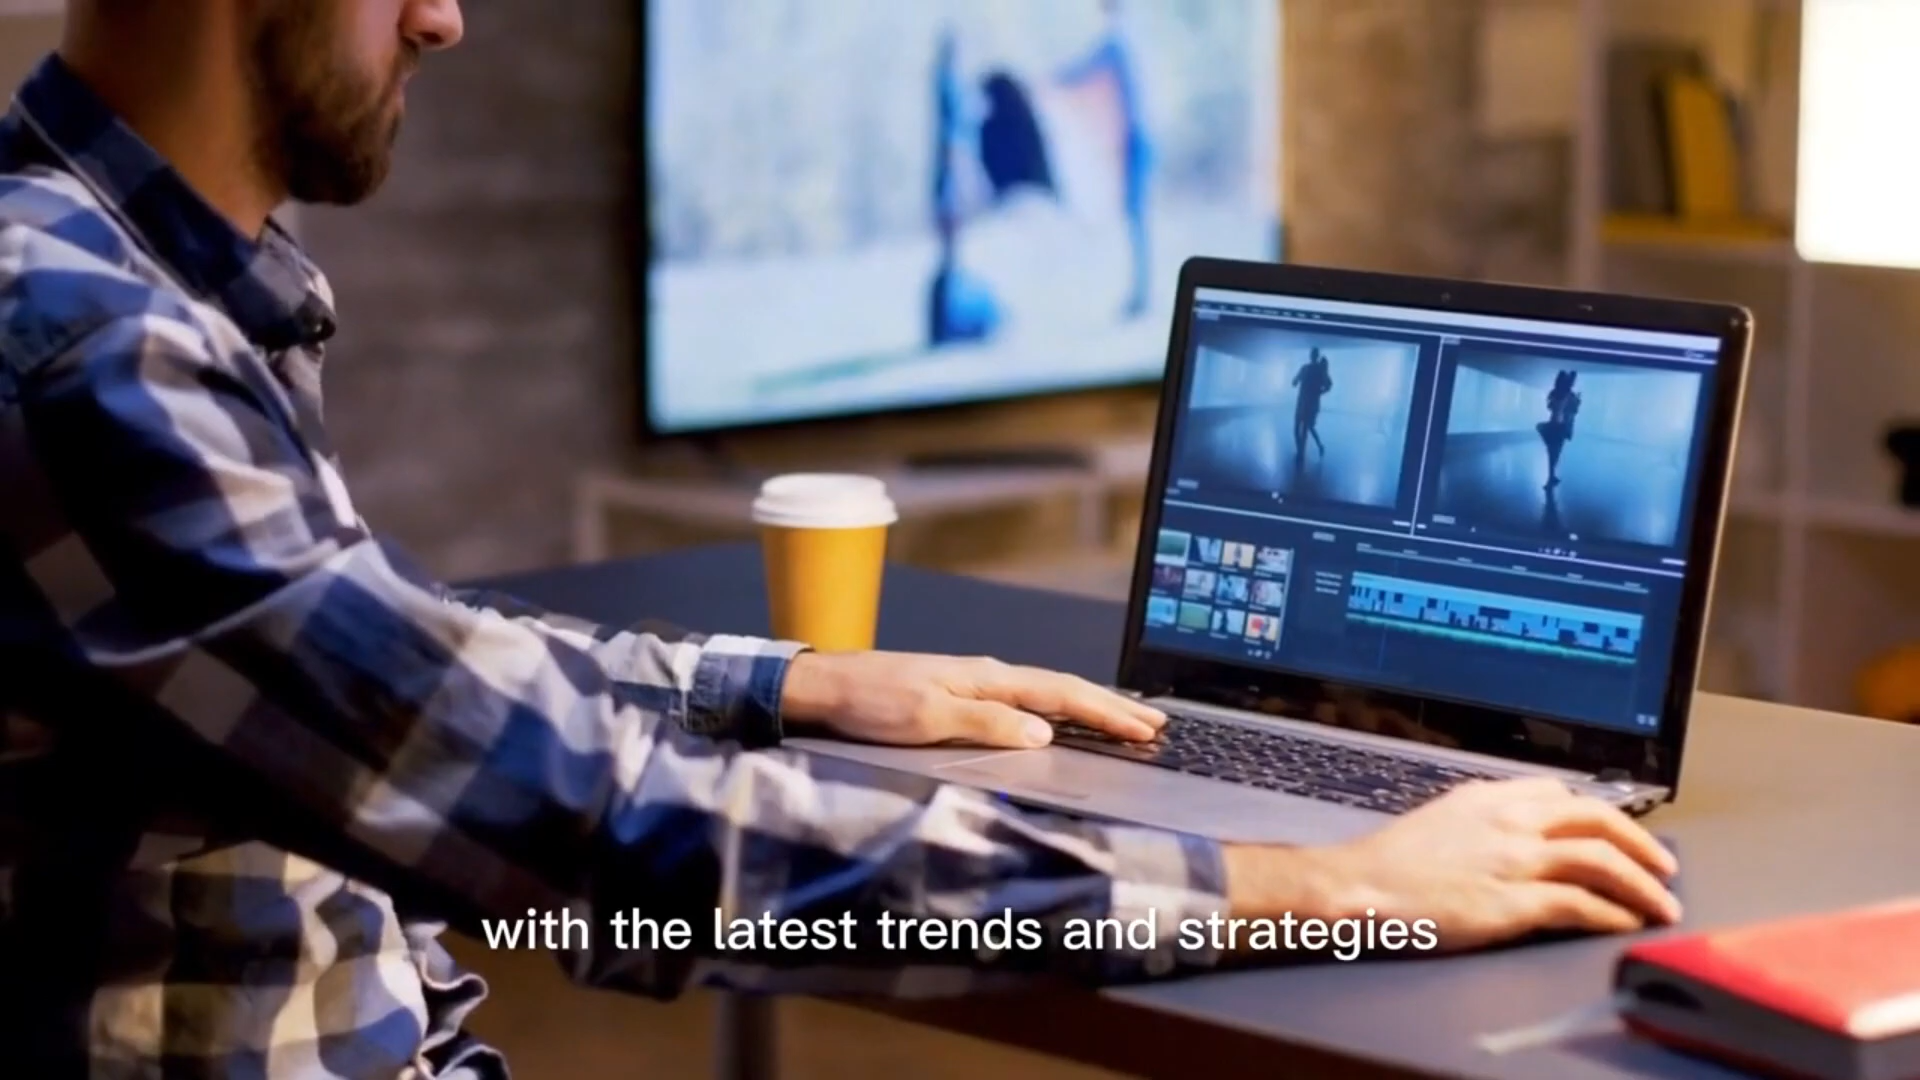 with the latest trends and strategies